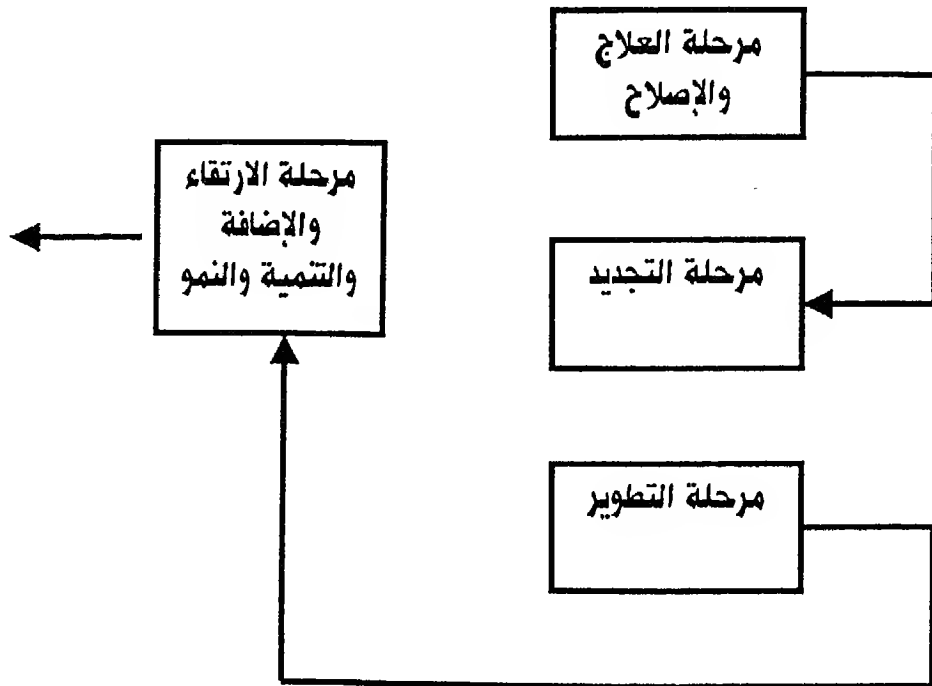 مرحلة العلاج
والإصلاح
مرحلة التجديد
مرحلة التطوير
مرحلة الارتقاء
والإضافة
والتنمية والنمو